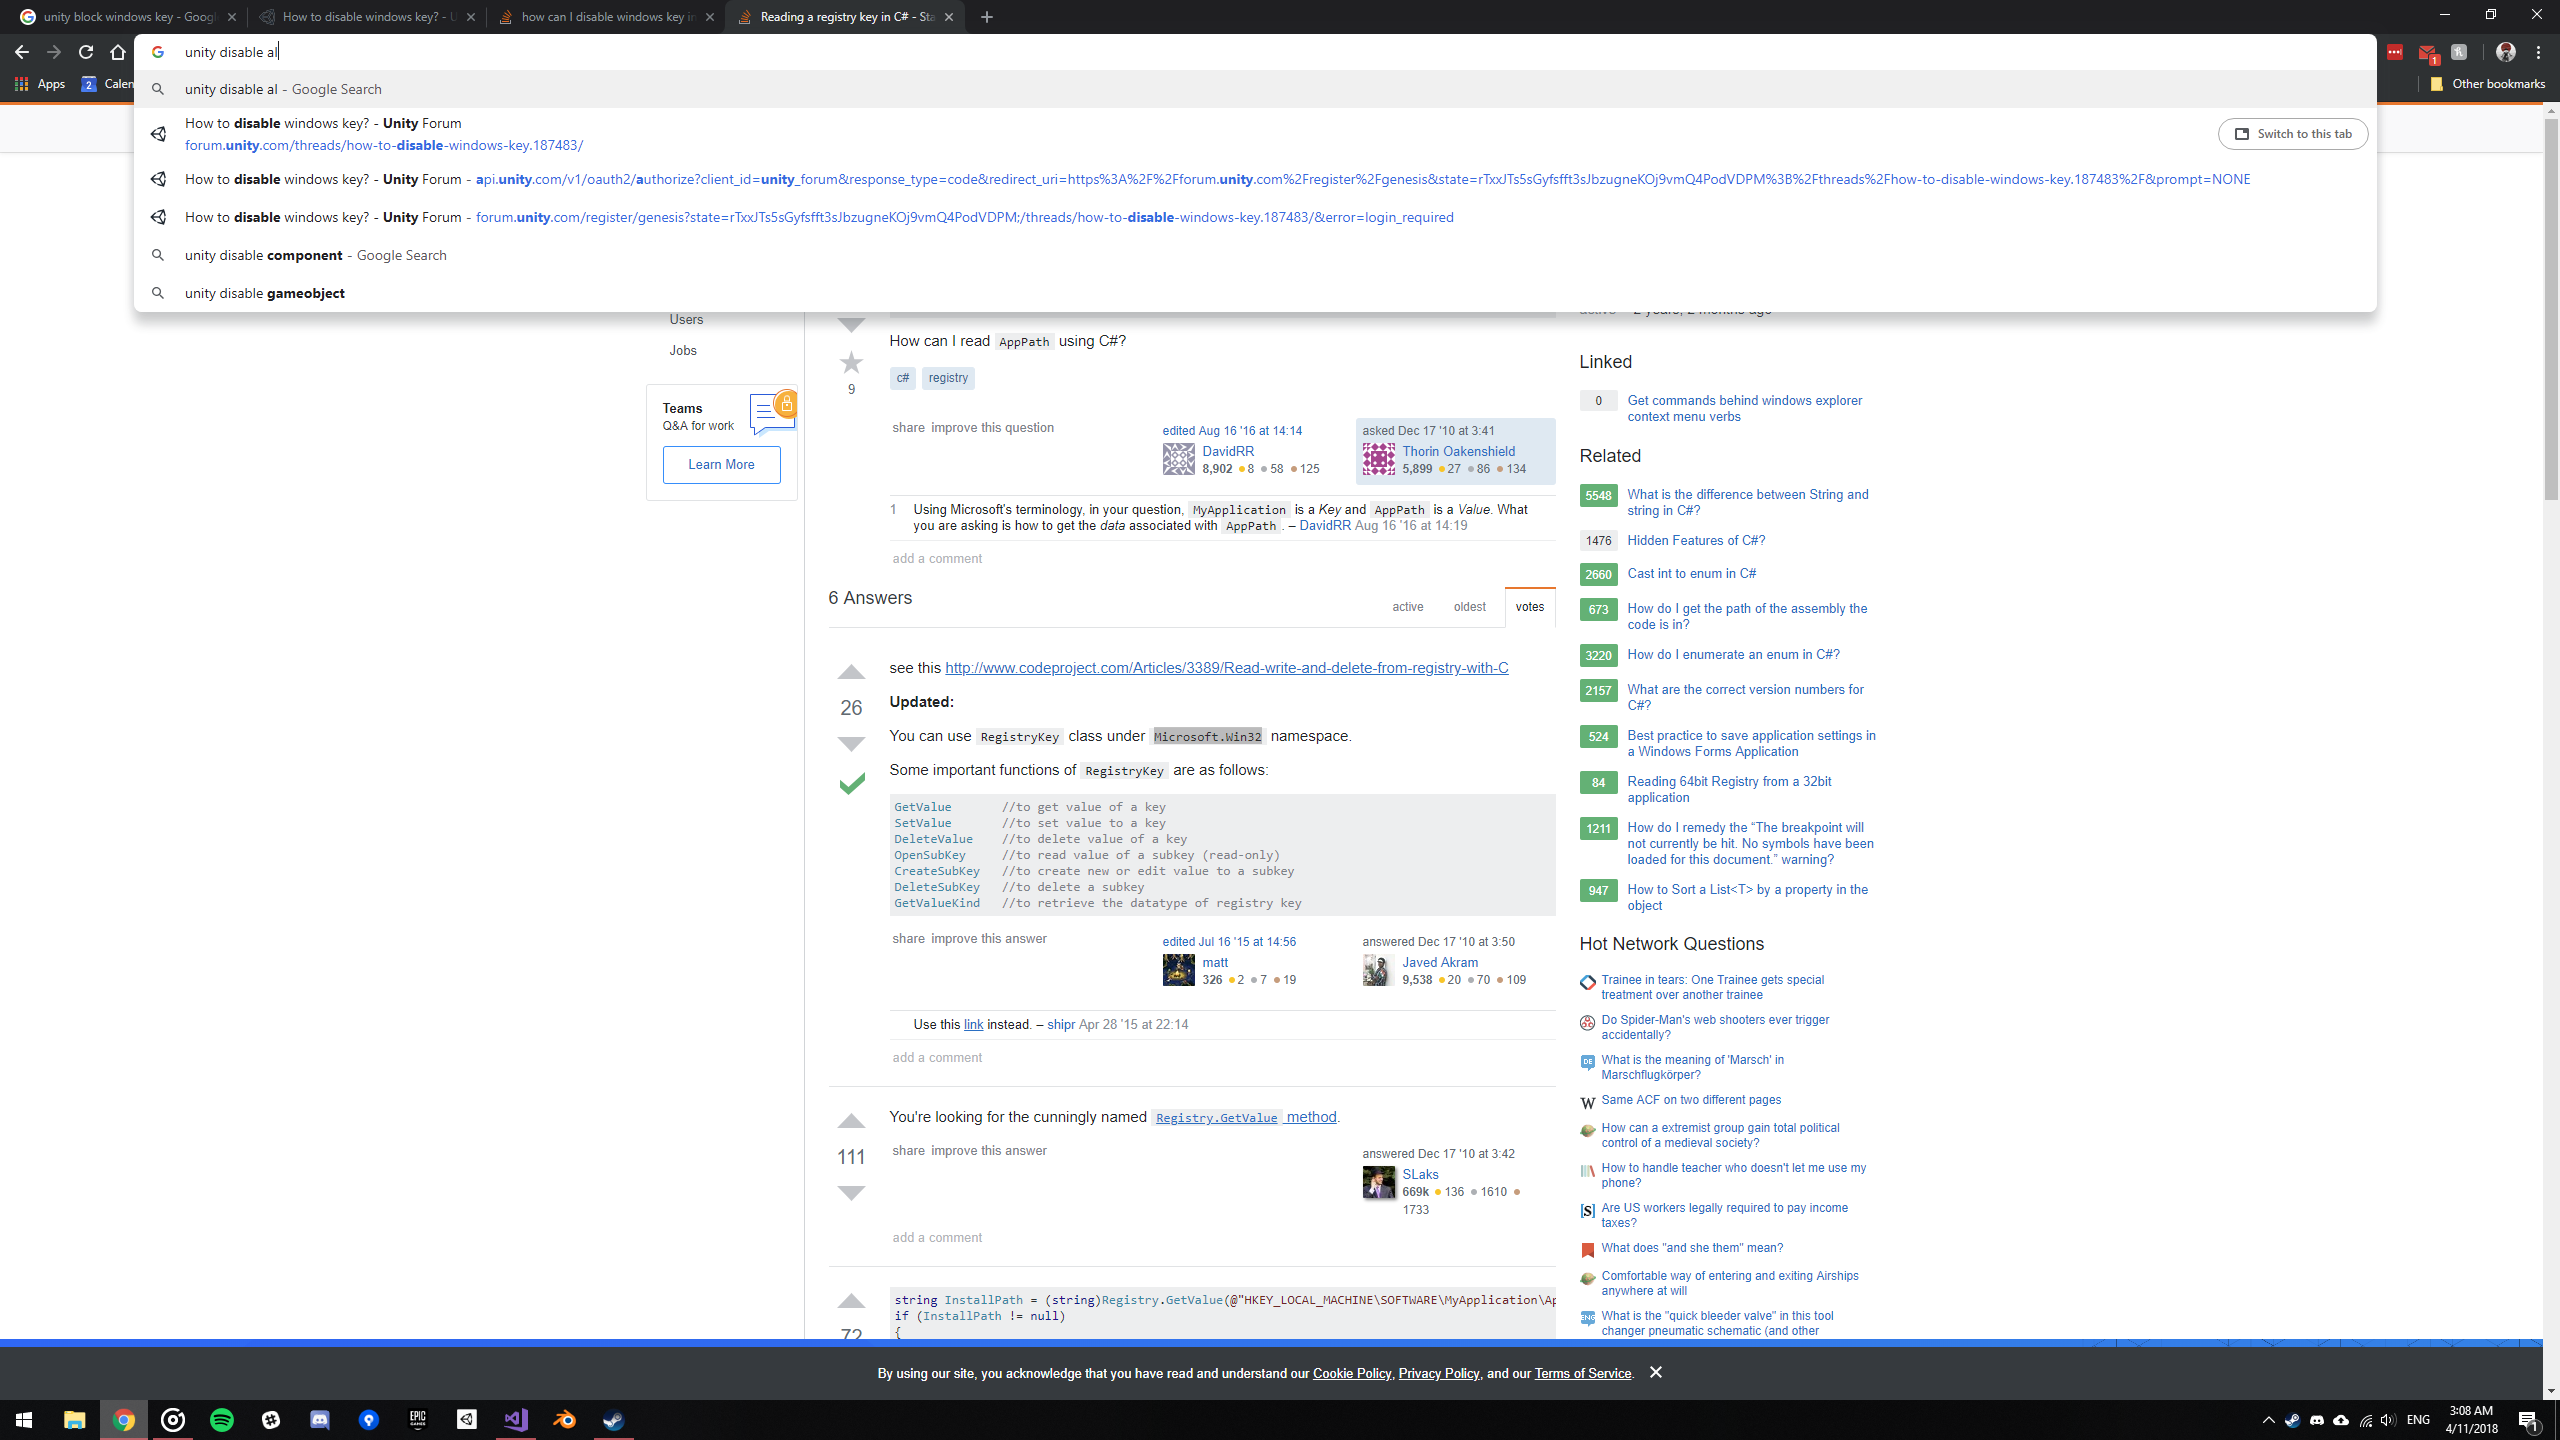 unity block windows key - Googl
How to disable windows key? - U
how can I disable windows key in
Reading a registry key in C# - Sta
unity disable al
Apps
2
Calen
1
Other bookmarks
unity disable al - Google Search
How to disable windows key? - Unity Forum
forum.unity.com/threads/how-to-disable-windows-key.187483/
Switch to this tab
How to disable windows key? - Unity Forum - api.unity.com/v1/oauth2/authorize?client_id=unity_forum&response_type=code&redirect_uri=https%3A%2F%2Fforum.unity.com%2Fregister%2Fgenesis&state=rTxxJTs5sGyfsfft3sJbzugneKOj9vmQ4PodVDPM%3B%2Fthreads%2Fhow-to-disable-windows-key.187483%2F&prompt=NONE
How to disable windows key? - Unity Forum - forum.unity.com/register/genesis?state=rTxxJTs5sGyfsfft3sJbzugneKOj9vmQ4PodVDPM;/threads/how-to-disable-windows-key.187483/&error=login_required
unity disable component - Google Search
unity disable gameobject
Users
Jobs
Teams
Q&A for work
Learn More
How can I read AppPath using C#?
9
c# registry
share improve this question
edited Aug 16 '16 at 14:14
DavidRR
8,902 8 58 125
asked Dec 17 '10 at 3:41
Thorin Oakenshield
5,899 27 86 134
1 Using Microsoft's terminology, in your question, MyApplication is a Key and AppPath is a Value. What
you are asking is how to get the data associated with AppPath. – DavidRR Aug 16 '16 at 14:19
add a comment
6 Answers
active oldest votes
see this http://www.codeproject.com/Articles/3389/Read-write-and-delete-from-registry-with-C
26
Updated:
You can use RegistryKey class under Microsoft.Win32 namespace.
Some important functions of RegistryKey are as follows:
GetValue //to get value of a key
SetValue //to set value to a key
DeleteValue //to delete value of a key
OpenSubKey //to read value of a subkey (read-only)
CreateSubKey //to create new or edit value to a subkey
DeleteSubKey //to delete a subkey
GetValueKind //to retrieve the datatype of registry key
share improve this answer
edited Jul 16 '15 at 14:56
matt
326 2 7 19
answered Dec 17 '10 at 3:50
Javed Akram
9,538 20 70 109
Use this link instead. – shipr Apr 28 '15 at 22:14
add a comment
You're looking for the cunningly named Registry.GetValue method.
111
share improve this answer
answered Dec 17 '10 at 3:42
SLaks
669k 136 1610
1733
add a comment
string InstallPath = (string)Registry.GetValue(@"HKEY_LOCAL_MACHINE\SOFTWARE\MyApplication\Ap
if (InstallPath != null)
{
72
2 years, 2 months ago
Linked
0 Get commands behind windows explorer
context menu verbs
Related
5548 What is the difference between String and
string in C#?
1476 Hidden Features of C#?
2660 Cast int to enum in C#
673 How do I get the path of the assembly the
code is in?
3220 How do I enumerate an enum in C#?
2157 What are the correct version numbers for
C#?
524 Best practice to save application settings in
a Windows Forms Application
84 Reading 64bit Registry from a 32bit
application
1211 How do I remedy the “The breakpoint will
not currently be hit. No symbols have been
loaded for this document.” warning?
947 How to Sort a List<T> by a property in the
object
Hot Network Questions
Trainee in tears: One Trainee gets special
treatment over another trainee
Do Spider-Man's web shooters ever trigger
accidentally?
DE What is the meaning of 'Marsch' in
Marschflugkörper?
W Same ACF on two different pages
How can a extremist group gain total political
control of a medieval society?
How to handle teacher who doesn't let me use my
phone?
[S] Are US workers legally required to pay income
taxes?
What does "and she them" mean?
Comfortable way of entering and exiting Airships
anywhere at will
ENG What is the "quick bleeder valve" in this tool
changer pneumatic schematic (and other
By using our site, you acknowledge that you have read and understand our Cookie Policy, Privacy Policy, and our Terms of Service.
EPIC
GAMES
ENG
3:08 AM
4/11/2018
1